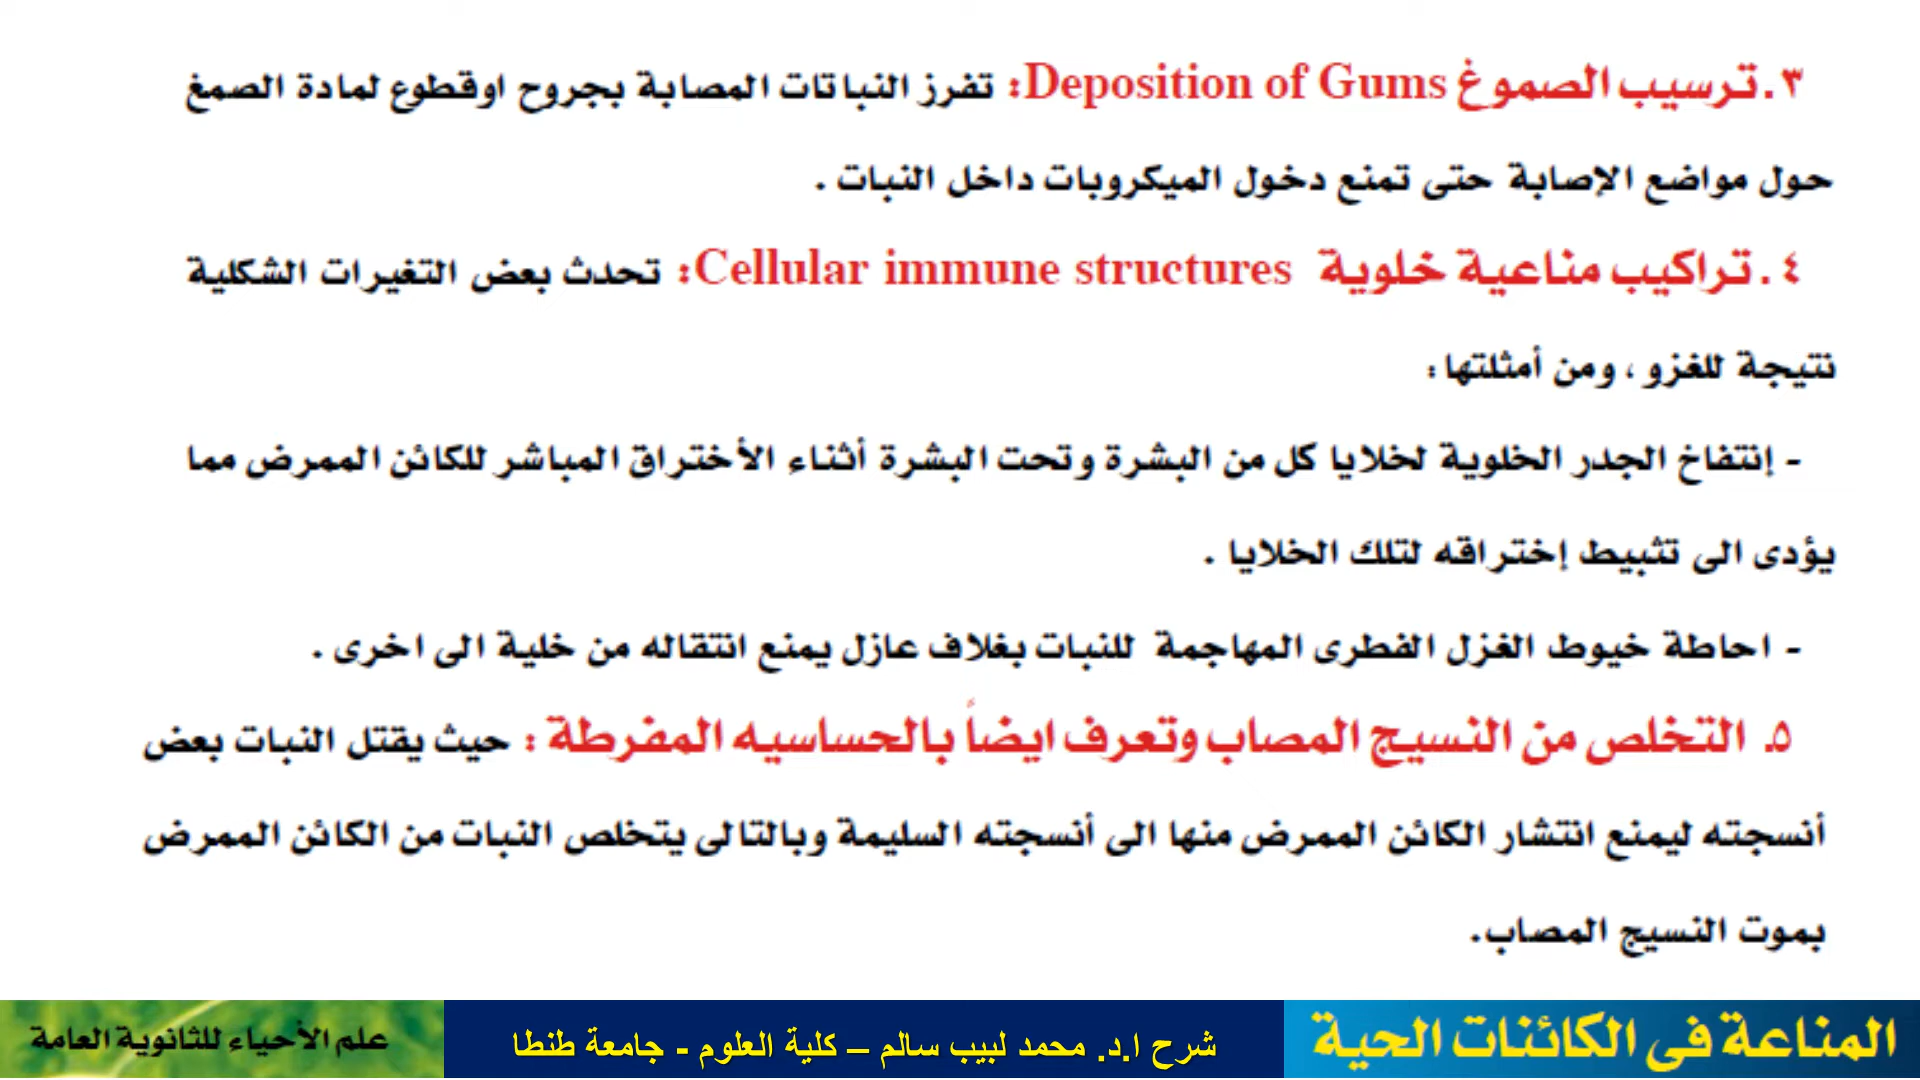 ٣. ترسيب الصموغ Deposition of Gums: تفرز النباتات المصابة بجروح اوقطوع لمادة الصمغ
حول مواضع الإصابة حتى تمنع دخول الميكروبات داخل النبات .
٤. تراكيب مناعية خلوية Cellular immune structures: تحدث بعض التغيرات الشكلية
نتيجة للغزو ، ومن أمثلتها :
- إنتفاخ الجدر الخلوية لخلايا كل من البشرة وتحت البشرة أثناء الأختراق المباشر للكائن الممرض مما
يؤدى الى تثبيط إختراقه لتلك الخلايا .
- احاطة خيوط الغزل الفطرى المهاجمة للنبات بغلاف عازل يمنع انتقاله من خلية الى اخرى .
٥. التخلص من النسيج المصاب وتعرف ايضاً بالحساسيه المفرطة : حيث يقتل النبات بعض
أنسجته ليمنع انتشار الكائن الممرض منها الى أنسجته السليمة وبالتالى يتخلص النبات من الكائن الممرض
بموت النسيج المصاب.
المناعة فى الكائنات الحية
شرح ا.د. محمد لبيب سالم – كلية العلوم - جامعة طنطا
علم الأحياء للثانوية العامة